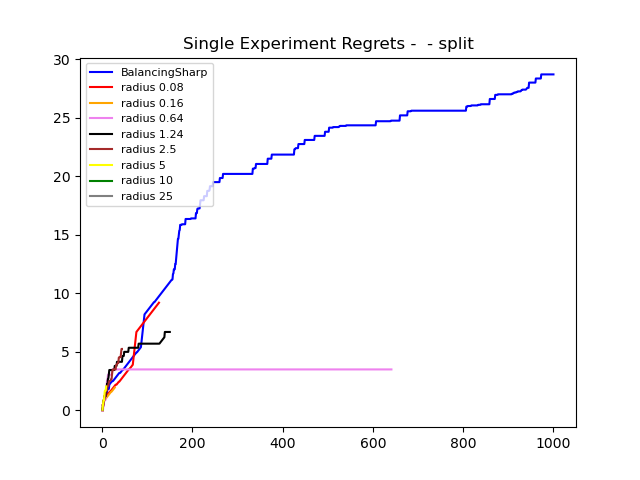 Single Experiment Regrets -  - split
30
25
20
15
10
5
0
BalancingSharp
radius 0.08
radius 0.16
radius 0.64
radius 1.24
radius 2.5
radius 5
radius 10
radius 25
0 200 400 600 800 1000